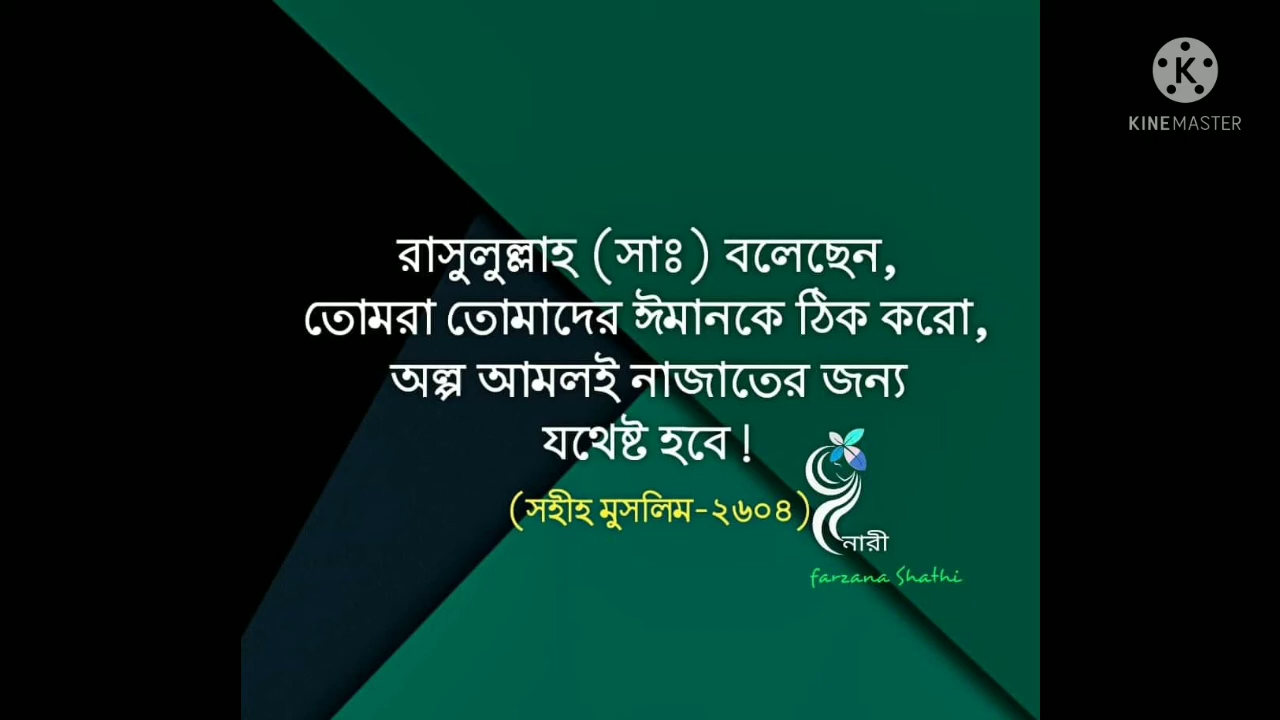 রাসুলুল্লাহ (সাঃ) বলেছেন,
তোমরা তোমাদের ঈমানকে ঠিক করো,
অল্প আমলই নাজাতের জন্য
যথেষ্ট হবে!
(সহীহ মুসলিম-২৬০৪)
নারী
farzana Shathi
K
KINEMASTER